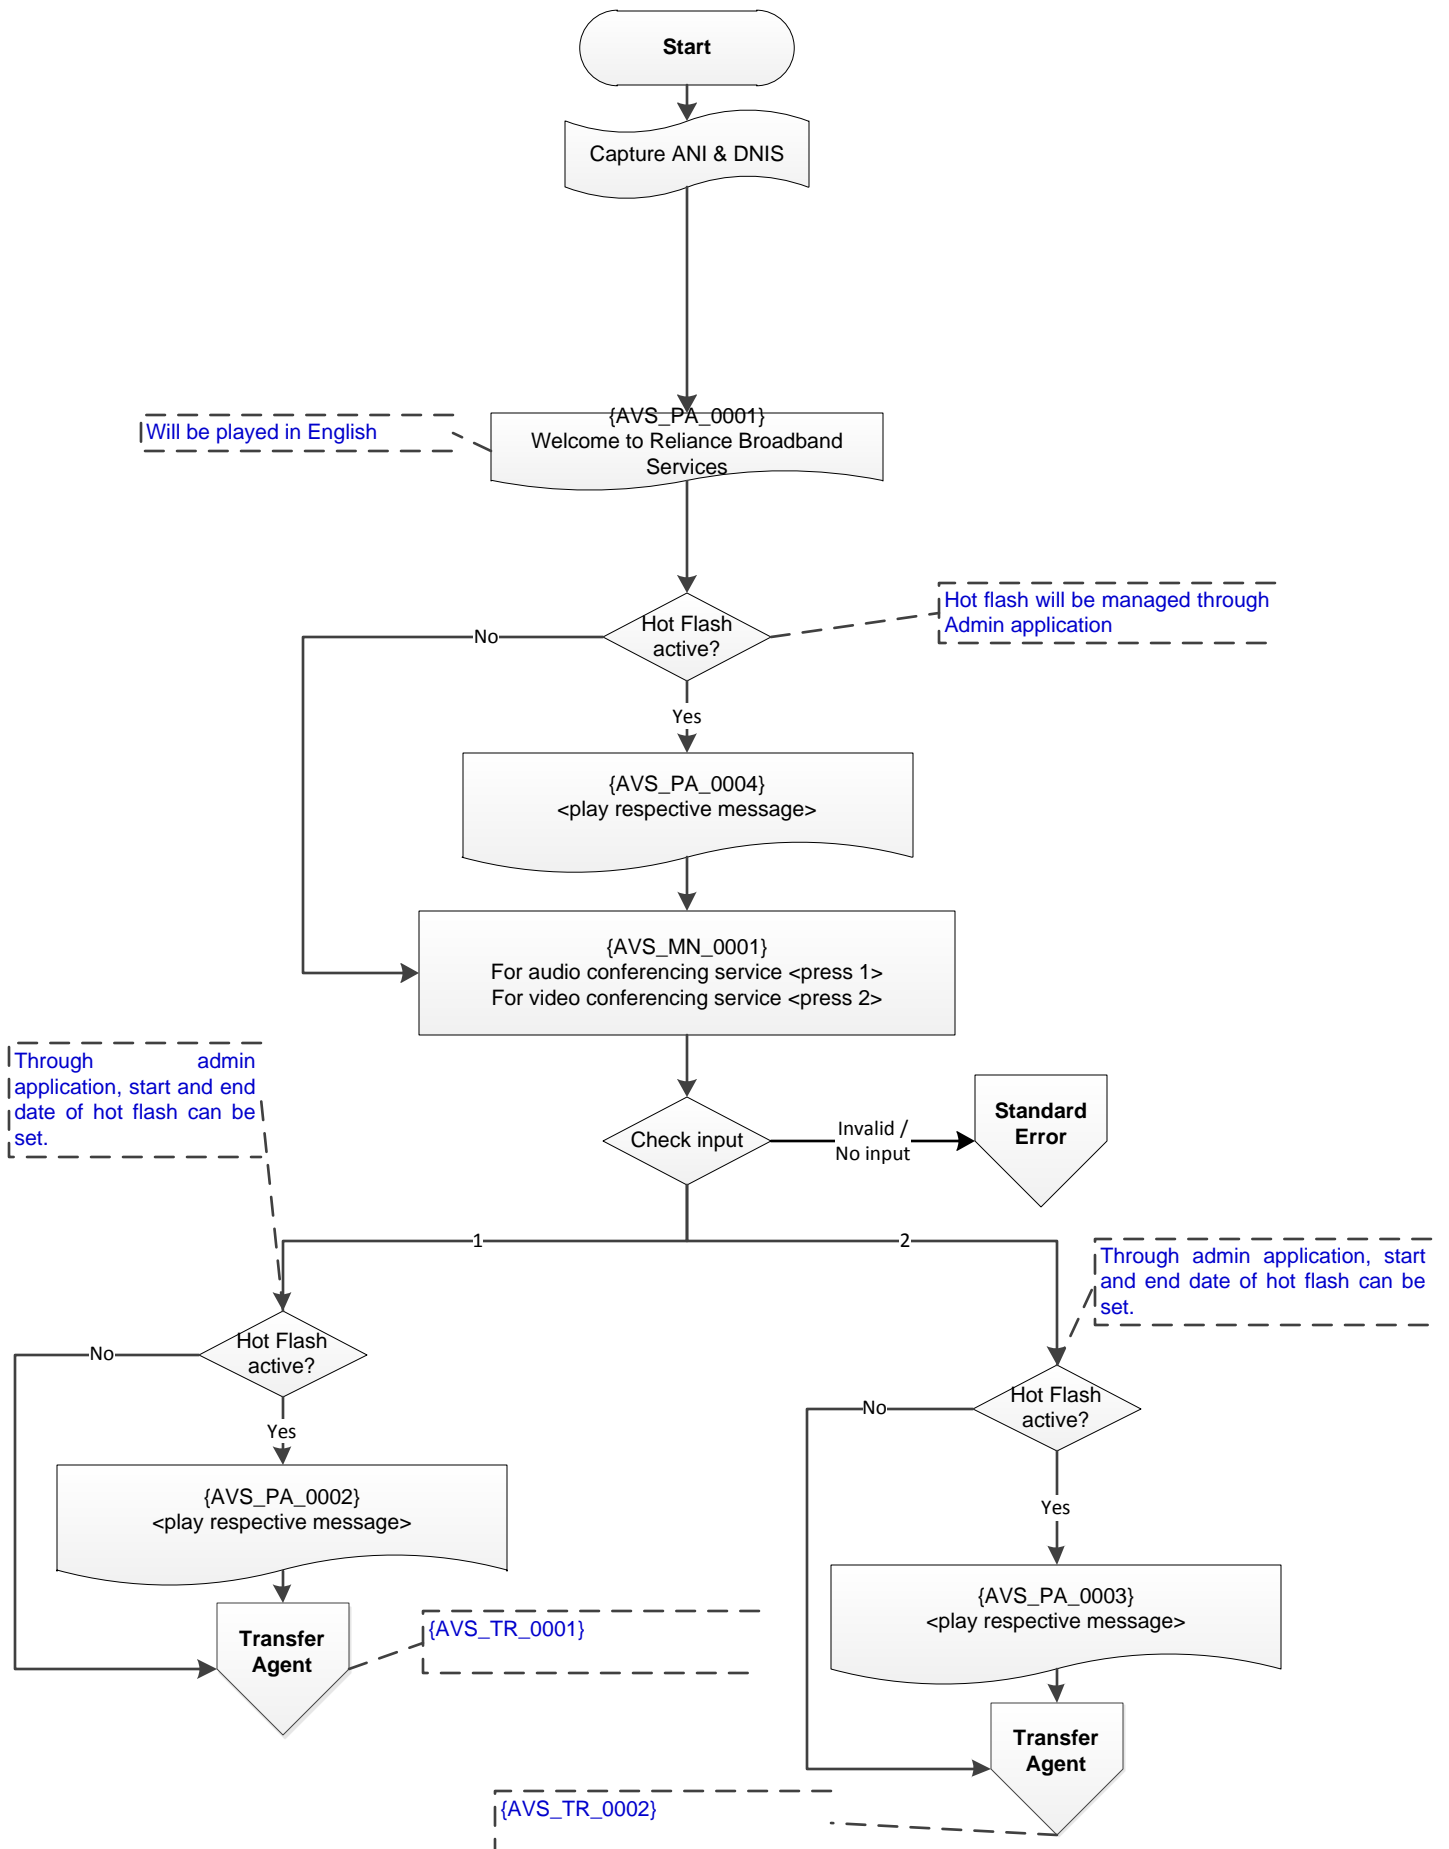 Start
Capture ANI & DNIS
{AVS_PA_0001}
Welcome to Reliance Broadband
Services
Will be played in English
Hot Flash
active?
Hot flash will be managed through
Admin application
No
Yes
{AVS_PA_0004}
<play respective message>
{AVS_MN_0001}
For audio conferencing service <press 1>
For video conferencing service <press 2>
Through admin
application, start and end
date of hot flash can be
set.
Check input
Invalid /
No input
Standard
Error
1
2
Through admin application, start
and end date of hot flash can be
set.
Hot Flash
active?
No
Yes
{AVS_PA_0002}
<play respective message>
Transfer
Agent
{AVS_TR_0001}
Hot Flash
active?
No
Yes
{AVS_PA_0003}
<play respective message>
Transfer
Agent
{AVS_TR_0002}